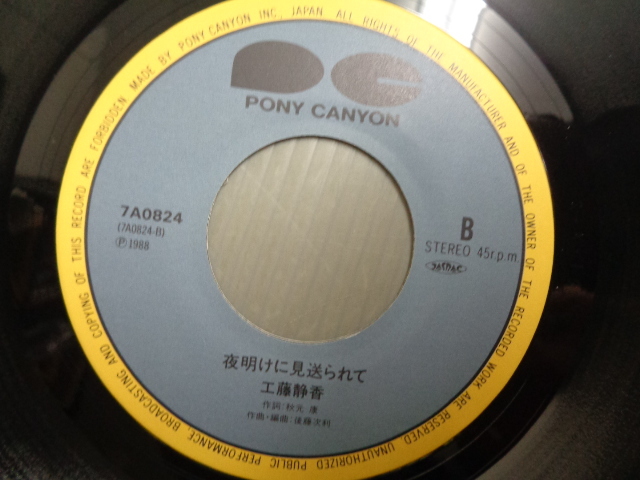 MADE BY PONY CANYON INC. JAPAN ALL RIGHTS OF THE MANUFACTURER AND OF THE OWNER OF THE RECORDED WORK ARE RESERVED. UNAUTHORIZED PUBLIC PERFORMANCE, BROADCASTING AND COPYING OF THIS RECORD ARE FORBIDDEN
PC
PONY CANYON
7A0824
(7A0824-B)
Ⓟ1988
B
STEREO 45r.p.m.
JASRAC
夜明けに見送られて
工藤静香
作詞:秋元 康
作曲・編曲:後藤次利